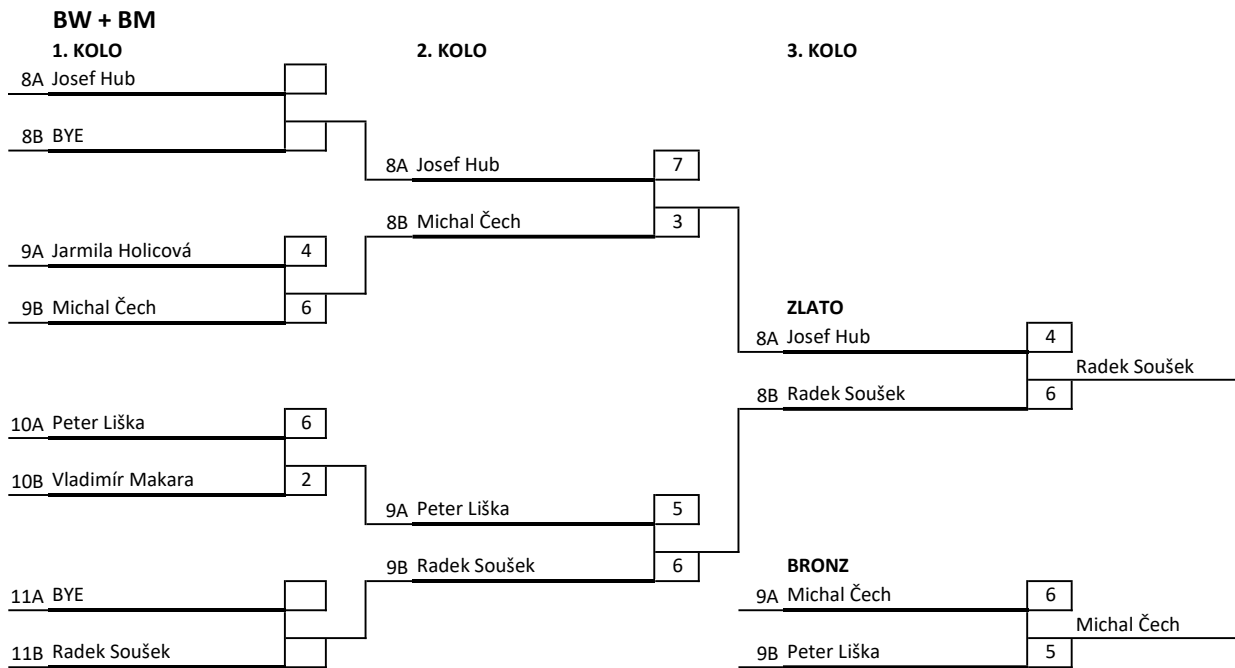 BW + BM
1. KOLO 2. KOLO 3. KOLO
8A Josef Hub
8B BYE
8A Josef Hub 7
8B Michal Čech 3
9A Jarmila Holicová 4
9B Michal Čech 6
ZLATO
8A Josef Hub 4
Radek Soušek
8B Radek Soušek 6
10A Peter Liška 6
10B Vladimír Makara 2
9A Peter Liška 5
9B Radek Soušek 6
BRONZ
11A BYE
11B Radek Soušek
9A Michal Čech 6
Michal Čech
9B Peter Liška 5